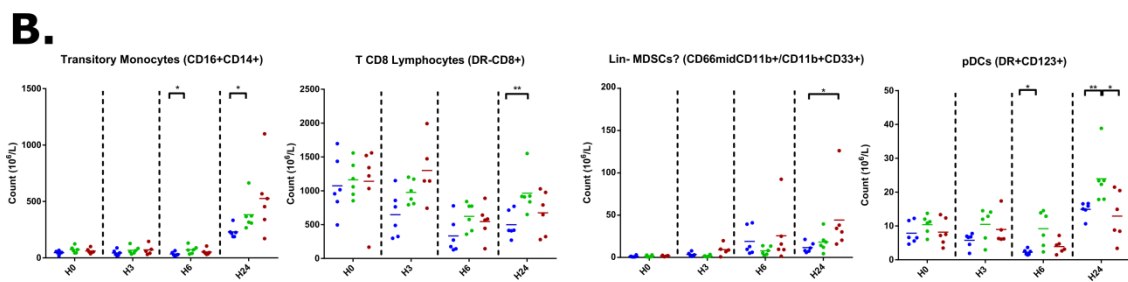 B.
Transitory Monocytes (CD16+CD14+)
Count (10⁶/L)
1500
1000
500
0
H0
H3
H6
H24
*
*
T CD8 Lymphocytes (DR-CD8+)
Count (10⁶/L)
2500
2000
1500
1000
500
0
H0
H3
H6
H24
**
Lin- MDSCs? (CD66midCD11b+/CD11b+CD33+)
Count (10⁶/L)
200
150
100
50
0
H0
H3
H6
H24
*
pDCs (DR+CD123+)
Count (10⁶/L)
50
40
30
20
10
0
H0
H3
H6
H24
*
**
*